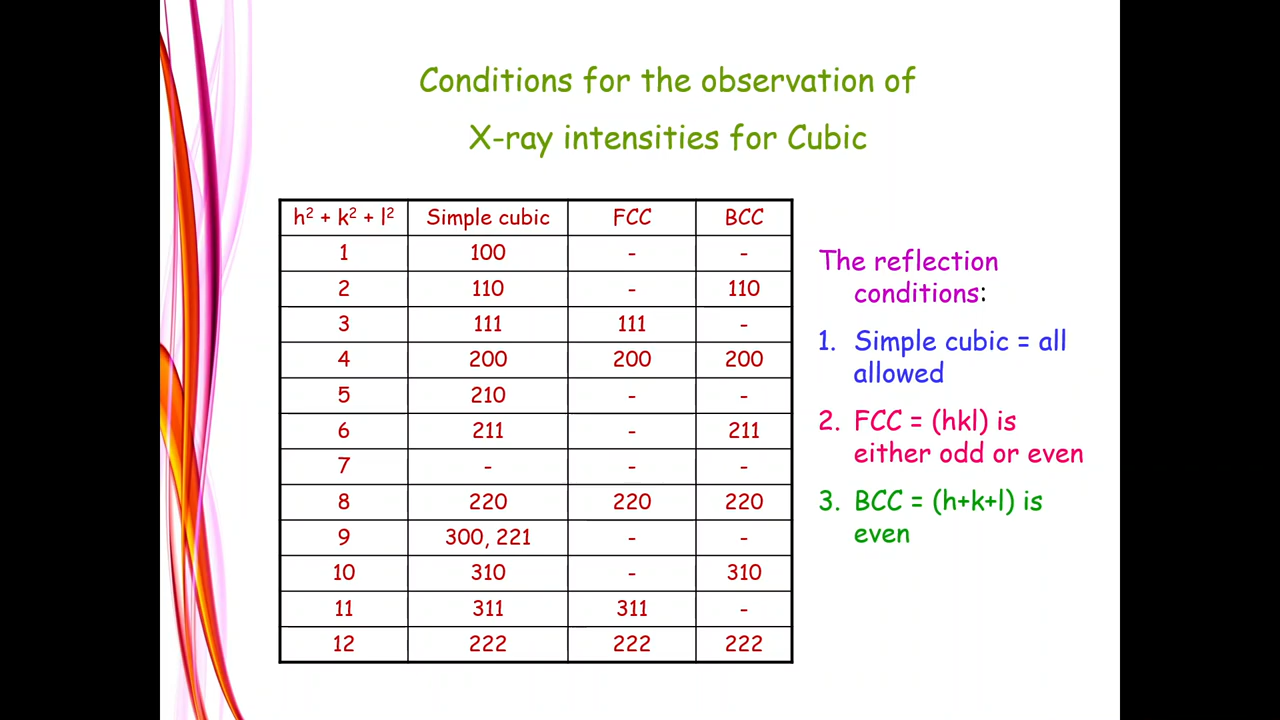 Conditions for the observation of
X-ray intensities for Cubic
h² + k² + l² Simple cubic FCC BCC
1 100 - -
2 110 - 110
3 111 111 -
4 200 200 200
5 210 - -
6 211 - 211
7 - - -
8 220 220 220
9 300, 221 - -
10 310 - 310
11 311 311 -
12 222 222 222
The reflection
conditions:
1. Simple cubic = all
allowed
2. FCC = (hkl) is
either odd or even
3. BCC = (h+k+l) is
even